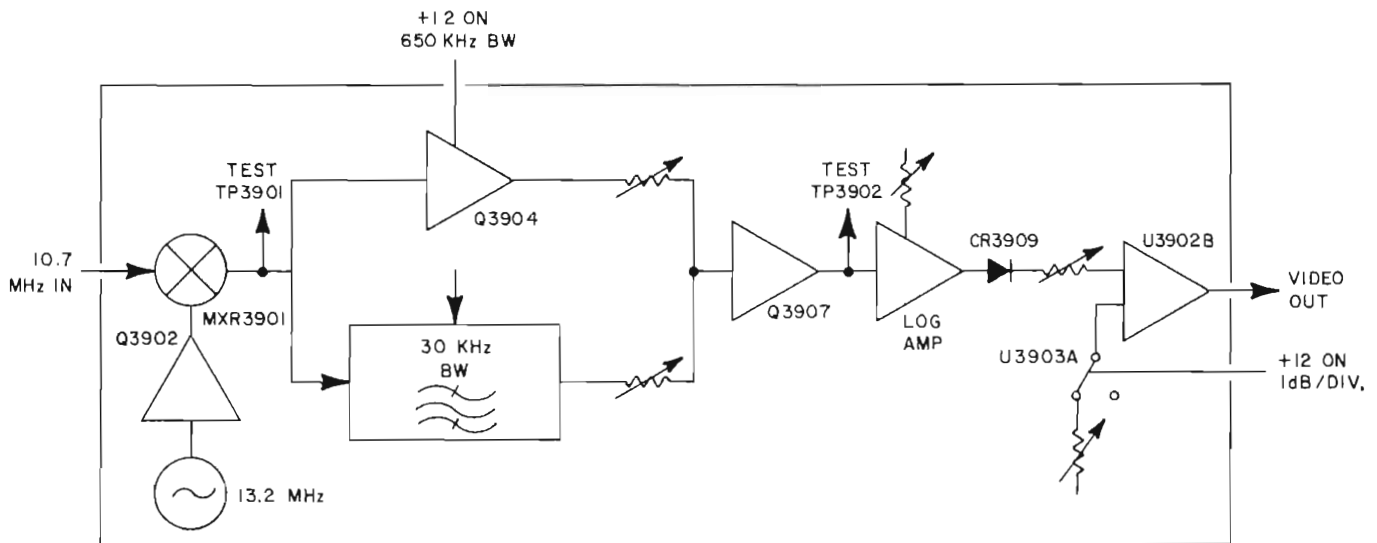 +12 ON
650 KHz BW
TEST
TP3901
Q3904
TEST
TP3902
CR3909
U3902B
10.7
MHz IN
MXR3901
Q3902
30 KHz
BW
Q3907
LOG
AMP
VIDEO
OUT
U3903A
+12 ON
1dB/DIV.
13.2 MHz